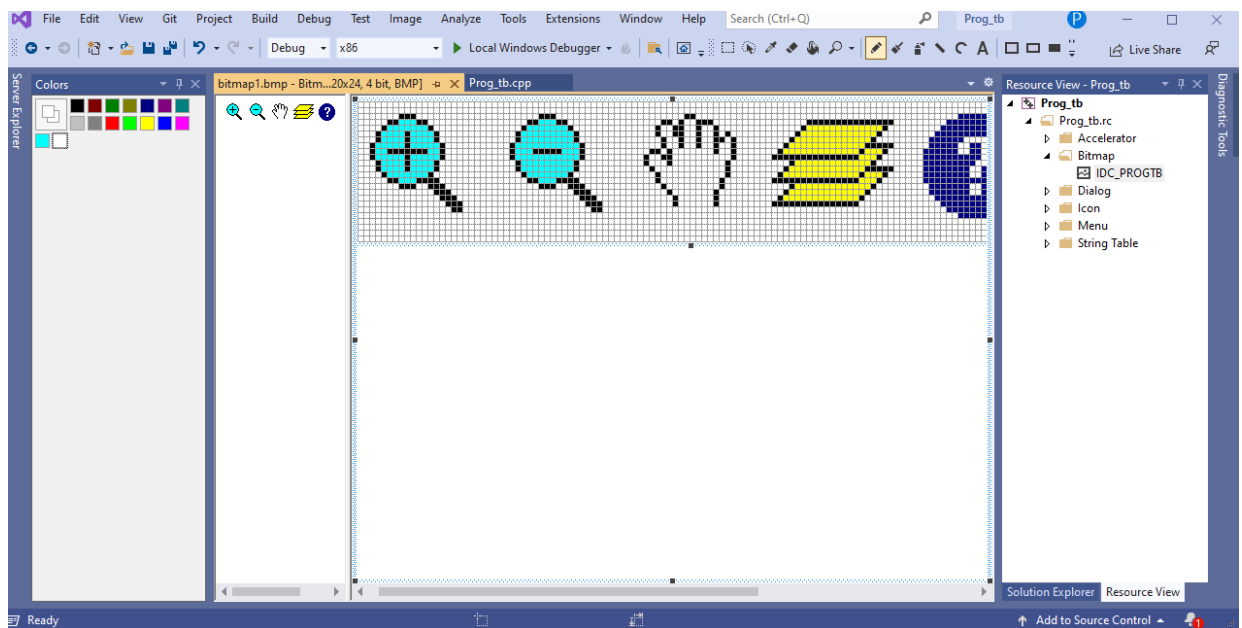 File Edit View Git Project Build Debug Test Image Analyze Tools Extensions Window Help Search (Ctrl+Q) Prog_tb P
Debug x86 Local Windows Debugger A Live Share
Server Explorer
Colors
bitmap1.bmp - Bitm...20x24, 4 bit, BMP] Prog_tb.cpp
Resource View - Prog_tb
Prog_tb
Prog_tb.rc
Accelerator
Bitmap
IDC_PROGTB
Dialog
Icon
Menu
String Table
Diagnostic Tools
Solution Explorer Resource View
Ready Add to Source Control 1